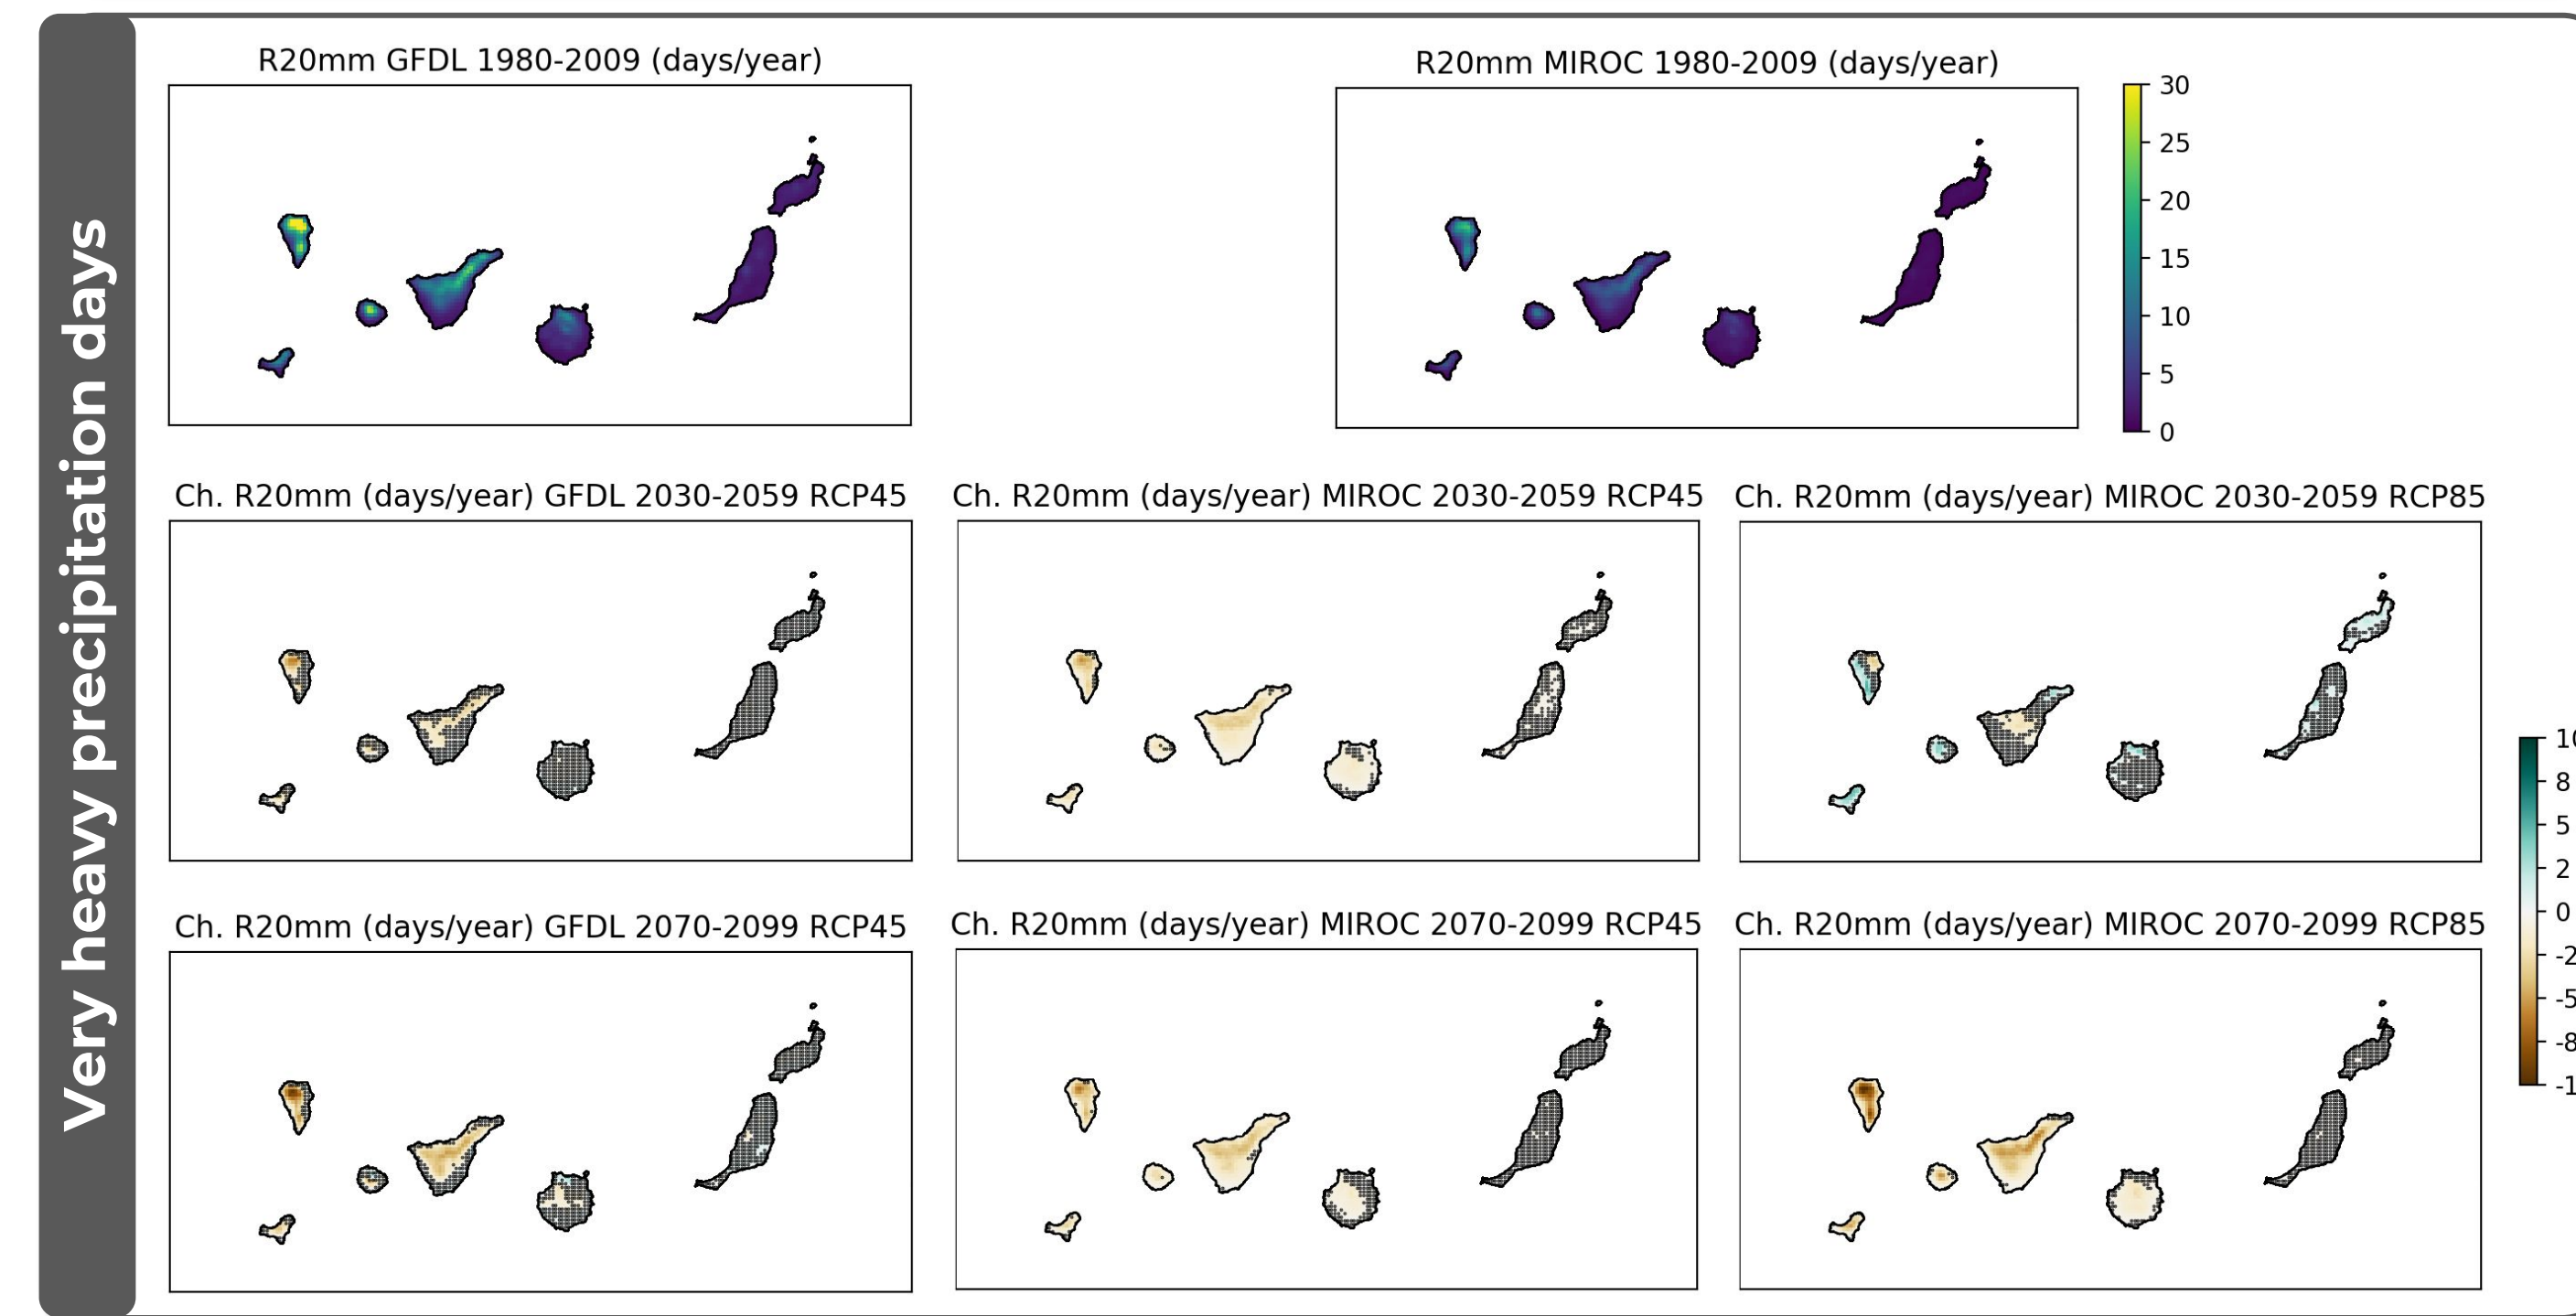 Very heavy precipitation days
R20mm GFDL 1980-2009 (days/year)
R20mm MIROC 1980-2009 (days/year)
30
25
20
15
10
5
0
Ch. R20mm (days/year) GFDL 2030-2059 RCP45
Ch. R20mm (days/year) MIROC 2030-2059 RCP45
Ch. R20mm (days/year) MIROC 2030-2059 RCP85
8
5
2
0
-2
-5
-8
Ch. R20mm (days/year) GFDL 2070-2099 RCP45
Ch. R20mm (days/year) MIROC 2070-2099 RCP45
Ch. R20mm (days/year) MIROC 2070-2099 RCP85